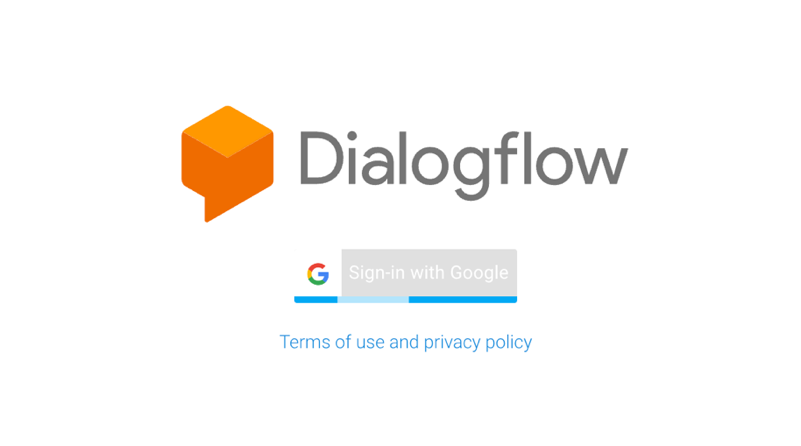 Dialogflow
Sign-in with Google
Terms of use and privacy policy